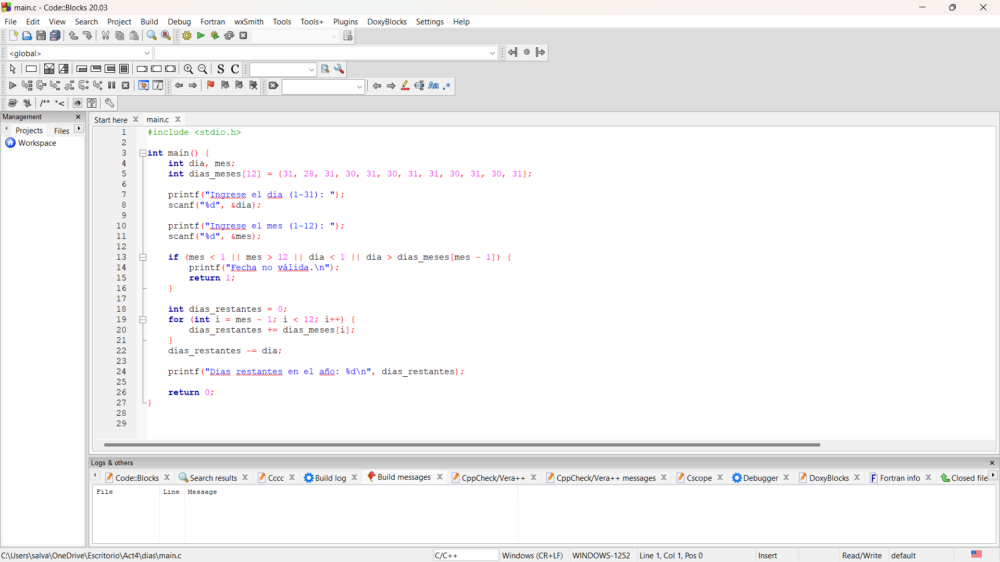 main.c - Code::Blocks 20.03
File Edit View Search Project Build Debug Fortran wxSmith Tools Tools+ Plugins DoxyBlocks Settings Help
<global>
S C
Aa .*
/** *<
Management
Projects Files
Workspace
Start here main.c
1 #include <stdio.h>
2
3 int main() {
4     int dia, mes;
5     int dias_meses[12] = {31, 28, 31, 30, 31, 30, 31, 31, 30, 31, 30, 31};
6
7     printf("Ingrese el dia (1-31): ");
8     scanf("%d", &dia);
9
10     printf("Ingrese el mes (1-12): ");
11     scanf("%d", &mes);
12
13     if (mes < 1 || mes > 12 || dia < 1 || dia > dias_meses[mes - 1]) {
14         printf("Fecha no válida.\n");
15         return 1;
16     }
17
18     int dias_restantes = 0;
19     for (int i = mes - 1; i < 12; i++) {
20         dias_restantes += dias_meses[i];
21     }
22     dias_restantes -= dia;
23
24     printf("Dias restantes en el año: %d\n", dias_restantes);
25
26     return 0;
27 }
28
29
Logs & others
Code::Blocks Search results Cccc Build log Build messages CppCheck/Vera++ CppCheck/Vera++ messages Cscope Debugger DoxyBlocks Fortran info Closed file
File Line Message
C:\Users\salva\OneDrive\Escritorio\Act4\dias\main.c C/C++ Windows (CR+LF) WINDOWS-1252 Line 1, Col 1, Pos 0 Insert Read/Write default